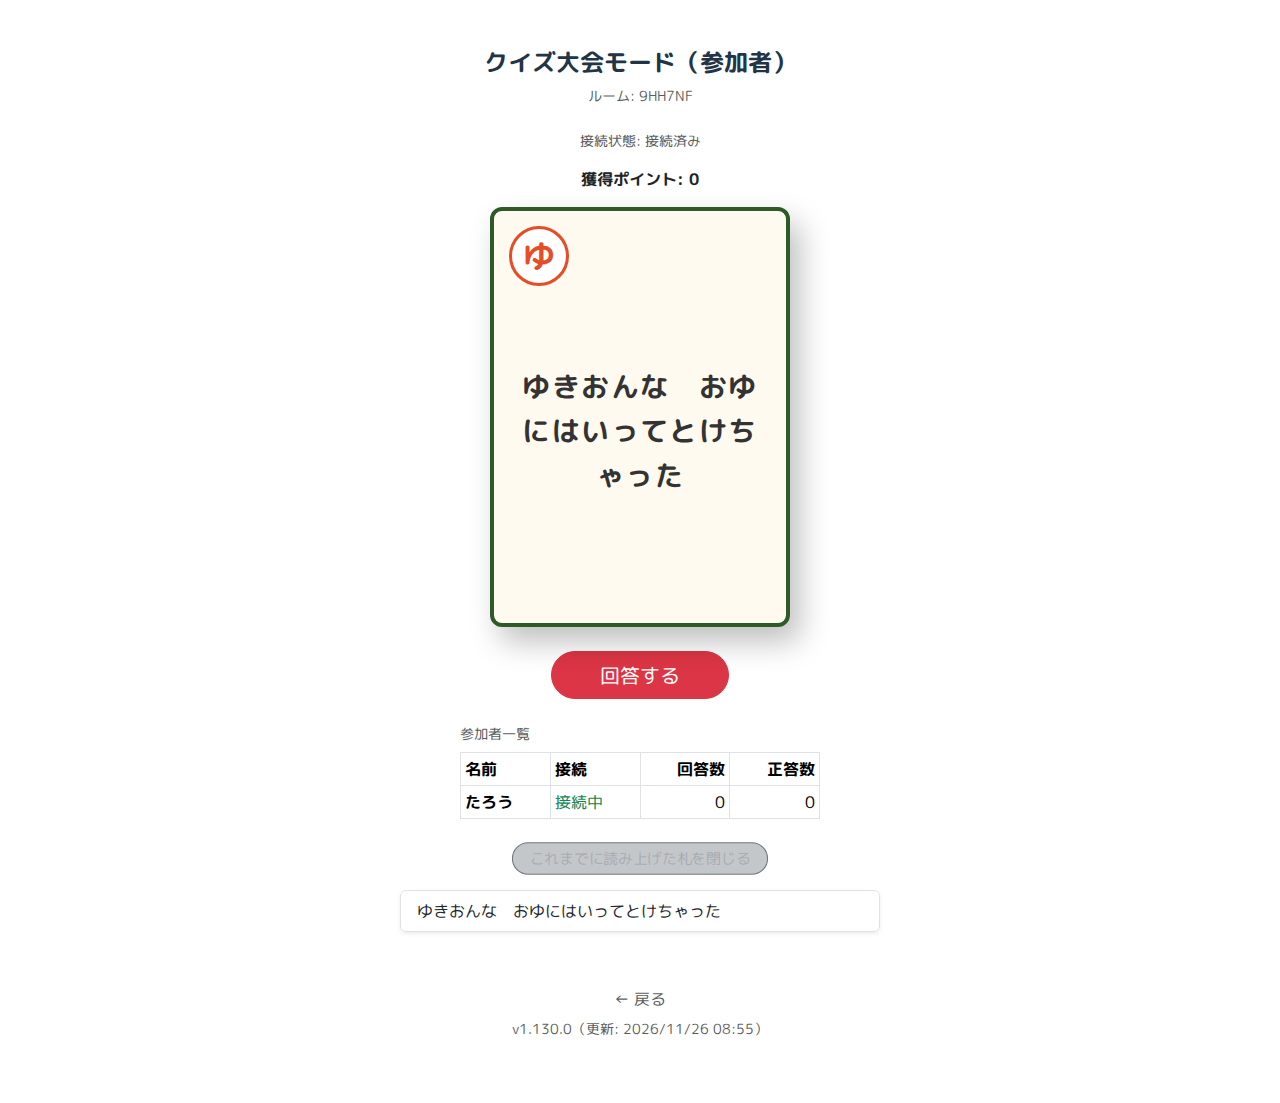 クイズ大会モード（参加者）
ルーム: 9HH7NF
接続状態: 接続済み
獲得ポイント: 0
ゆ
ゆきおんな　おゆ
にはいってとけち
ゃった
回答する
参加者一覧
名前 接続 回答数 正答数
たろう 接続中 0 0
これまでに読み上げた札を閉じる
ゆきおんな　おゆにはいってとけちゃった
← 戻る
v1.130.0（更新: 2026/11/26 08:55）